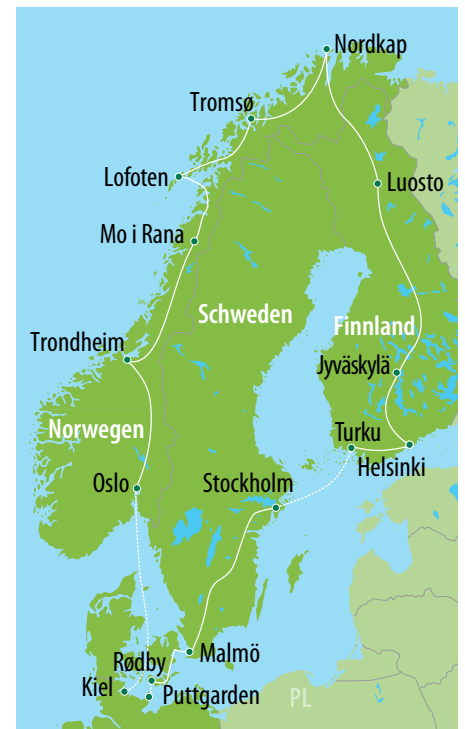 Nordkap
Tromsø
Lofoten
Luosto
Mo i Rana
Schweden
Finnland
Trondheim
Jyväskylä
Norwegen
Turku
Helsinki
Oslo
Stockholm
Malmö
Rødby
Kiel
Puttgarden
PL